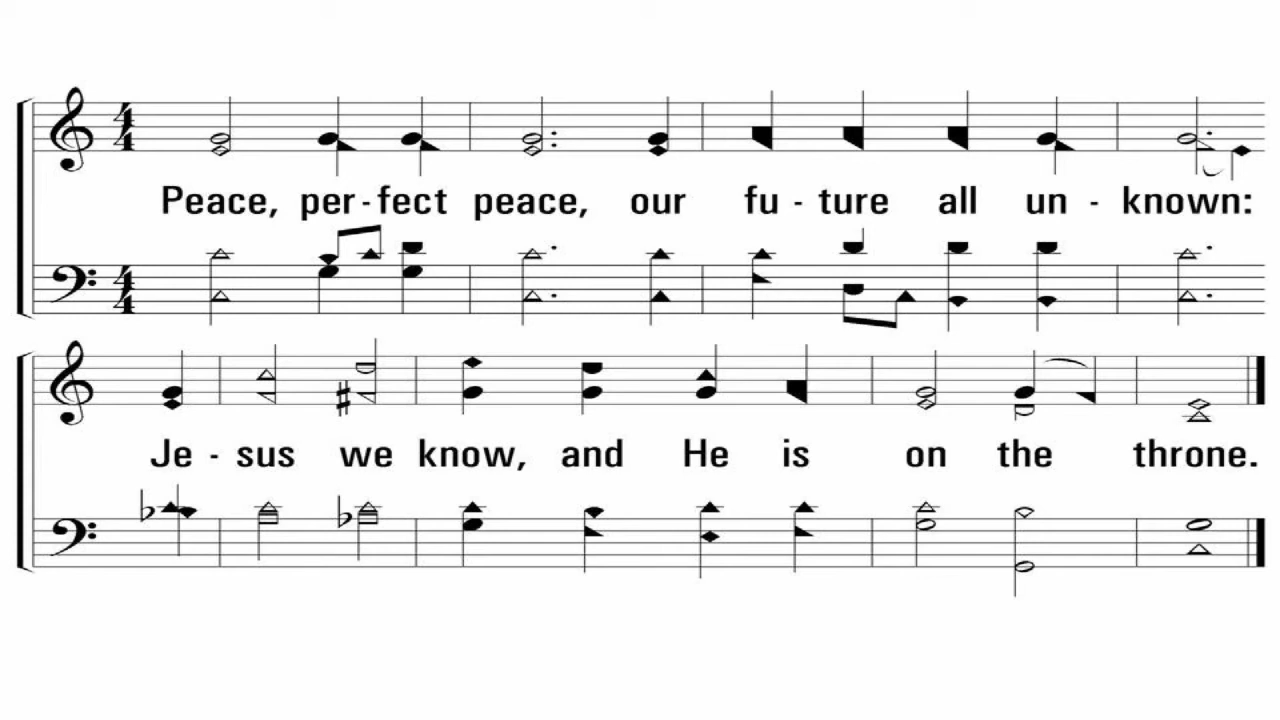 Peace, per - fect peace, our fu - ture all un - known:
Je - sus we know, and He is on the throne.